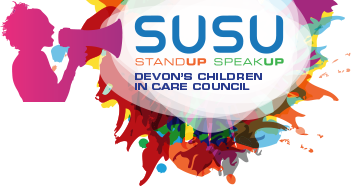 SUSU
STANDUP SPEAKUP
DEVON'S CHILDREN
IN CARE COUNCIL